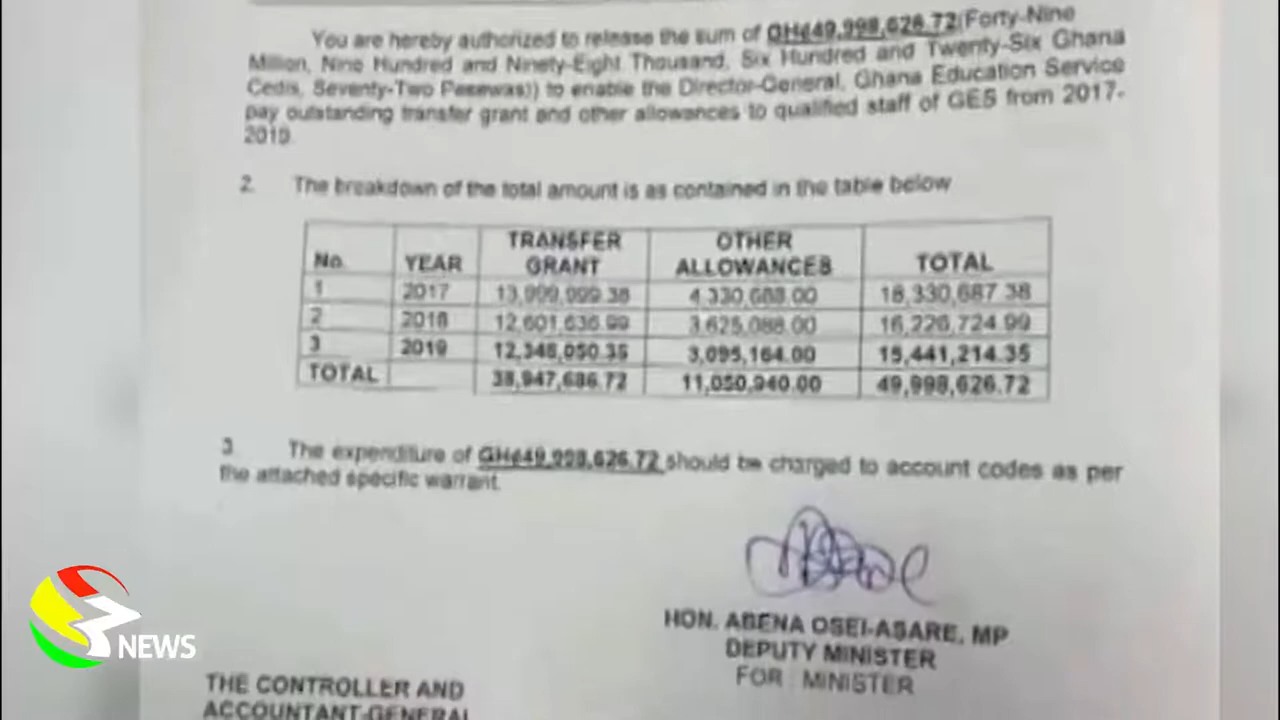 You are hereby authorized to release the sum of GH¢49,998,626.72(Forty-Nine
Million, Nine Hundred and Ninety-Eight Thousand, Six Hundred and Twenty-Six Ghana
Cedis, Seventy-Two Pesewas)) to enable the Director-General, Ghana Education Service
pay outstanding transfer grant and other allowances to qualified staff of GES from 2017-
2019.
2. The breakdown of the total amount is as contained in the table below
No. YEAR TRANSFER GRANT OTHER ALLOWANCES TOTAL
1 2017 13,999,999.38 4,330,688.00 18,330,687.38
2 2018 12,601,636.99 3,625,088.00 16,226,724.99
3 2019 12,346,050.35 3,095,164.00 15,441,214.35
TOTAL 38,947,686.72 11,050,940.00 49,998,626.72
3. The expenditure of GH¢49,998,626.72 should be charged to account codes as per
the attached specific warrant.
HON. ABENA OSEI-ASARE, MP
DEPUTY MINISTER
FOR : MINISTER
3 NEWS
THE CONTROLLER AND
ACCOUNTANT-GENERAL